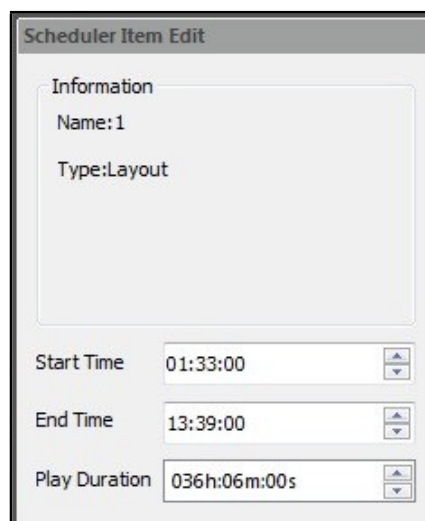 Scheduler Item Edit
Information
Name:1
Type:Layout
Start Time 01:33:00
End Time 13:39:00
Play Duration 036h:06m:00s